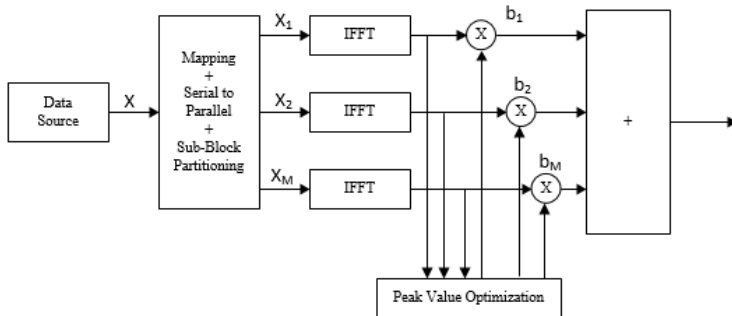 Data
Source
X
Mapping
+
Serial to
Parallel
+
Sub-Block
Partitioning
X1
IFFT
X
b1
X2
IFFT
X
b2
XM
IFFT
X
bM
+
Peak Value Optimization